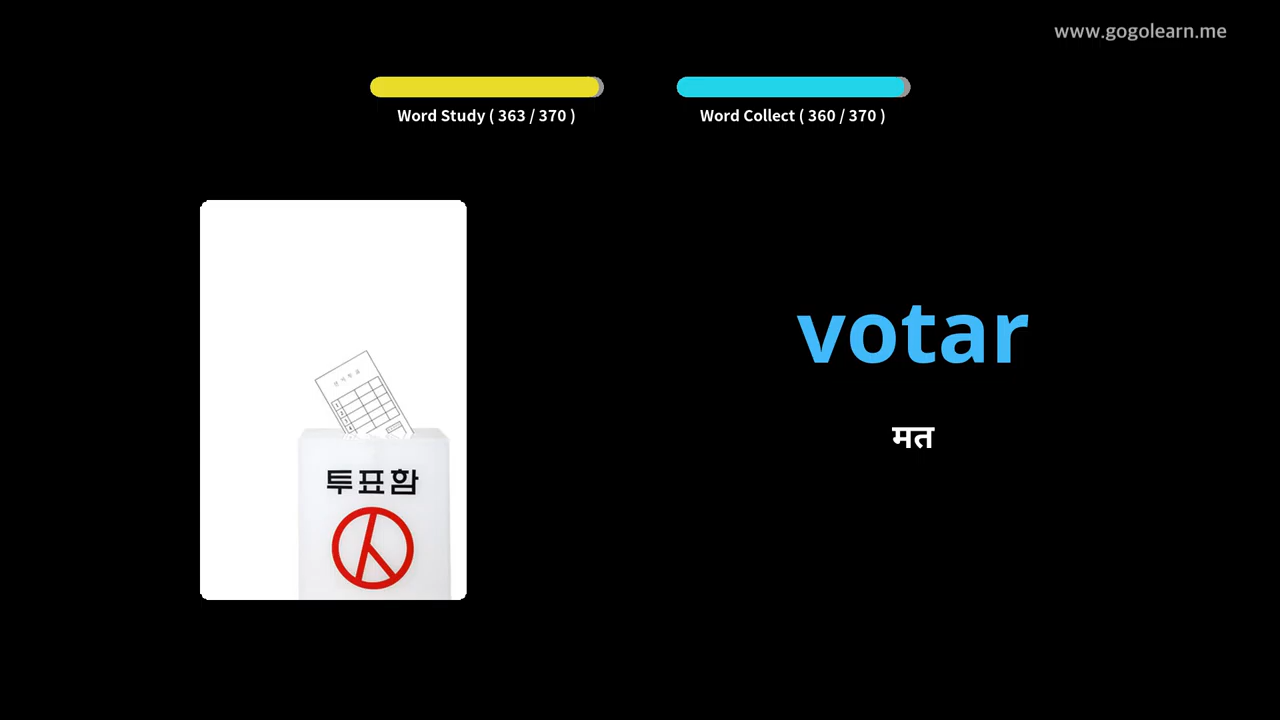 www.gogolearn.me
Word Study ( 363 / 370 )
Word Collect ( 360 / 370 )
votar
मत
투표함